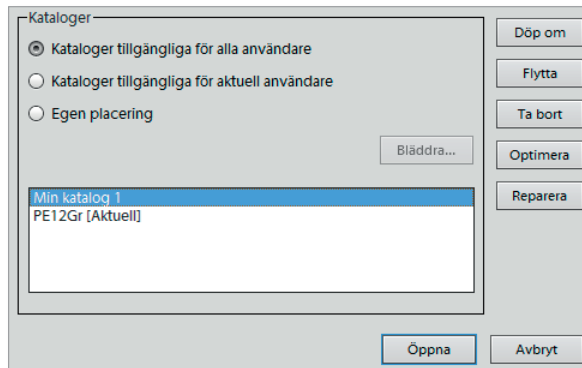 Kataloger
Kataloger tillgängliga för alla användare
Kataloger tillgängliga för aktuell användare
Egen placering
Bläddra...
Min katalog 1
PE12Gr [Aktuell]
Döp om
Flytta
Ta bort
Optimera
Reparera
Öppna
Avbryt